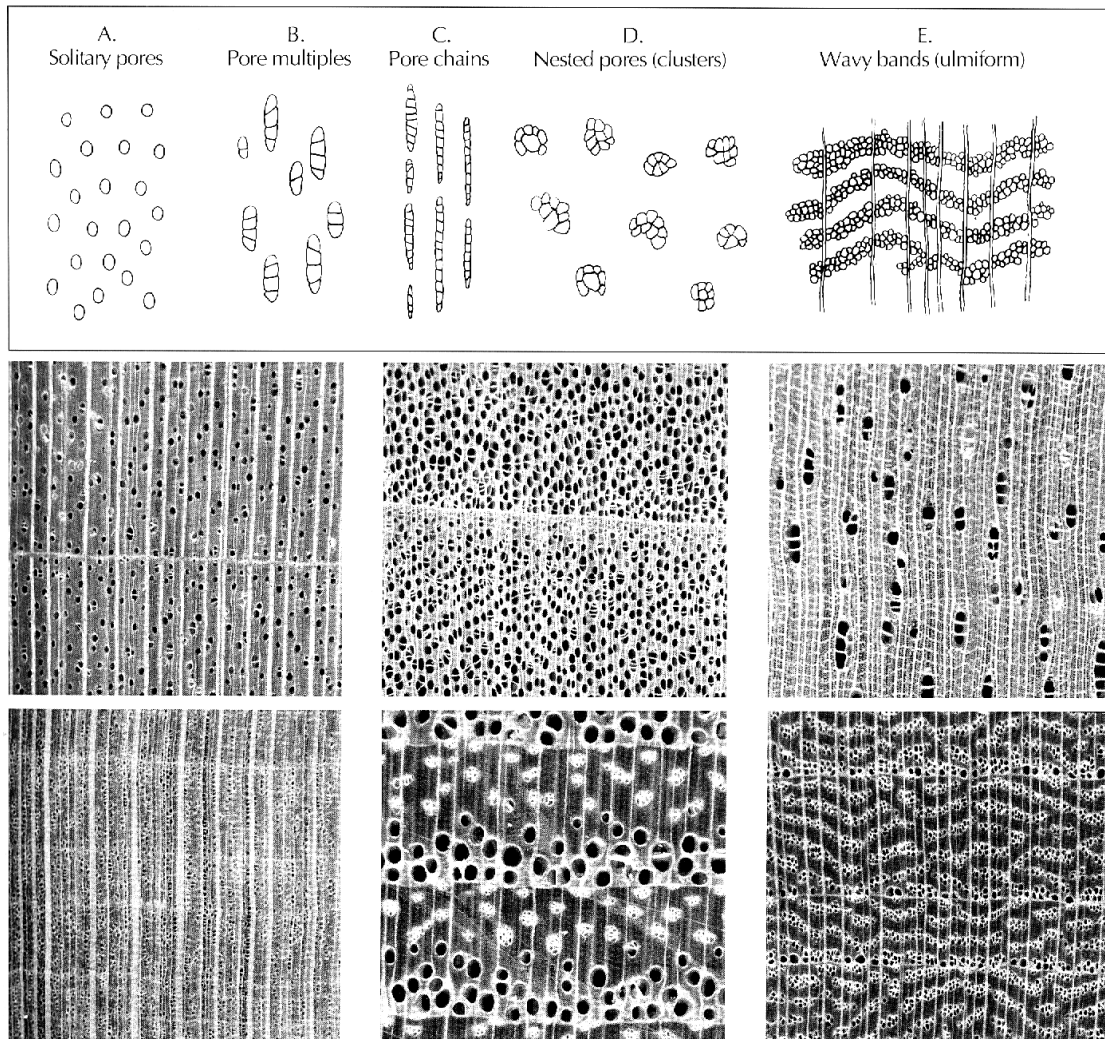 A.
Solitary pores
B.
Pore multiples
C.
Pore chains
D.
Nested pores (clusters)
E.
Wavy bands (ulmiform)